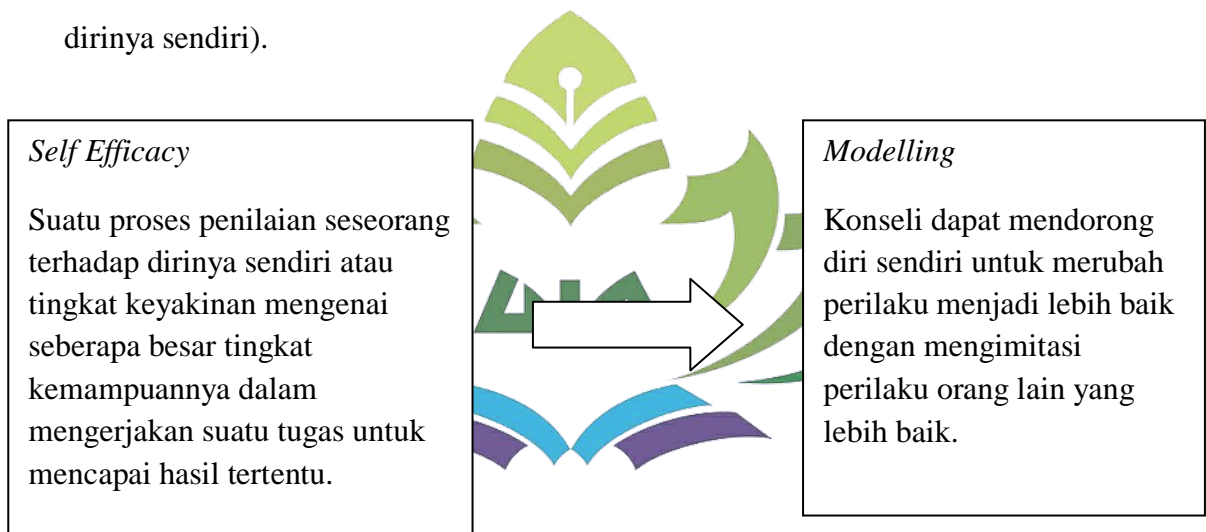 dirinya sendiri).
Self Efficacy
Suatu proses penilaian seseorang
terhadap dirinya sendiri atau
tingkat keyakinan mengenai
seberapa besar tingkat
kemampuannya dalam
mengerjakan suatu tugas untuk
mencapai hasil tertentu.
Modelling
Konseli dapat mendorong
diri sendiri untuk merubah
perilaku menjadi lebih baik
dengan mengimitasi
perilaku orang lain yang
lebih baik.